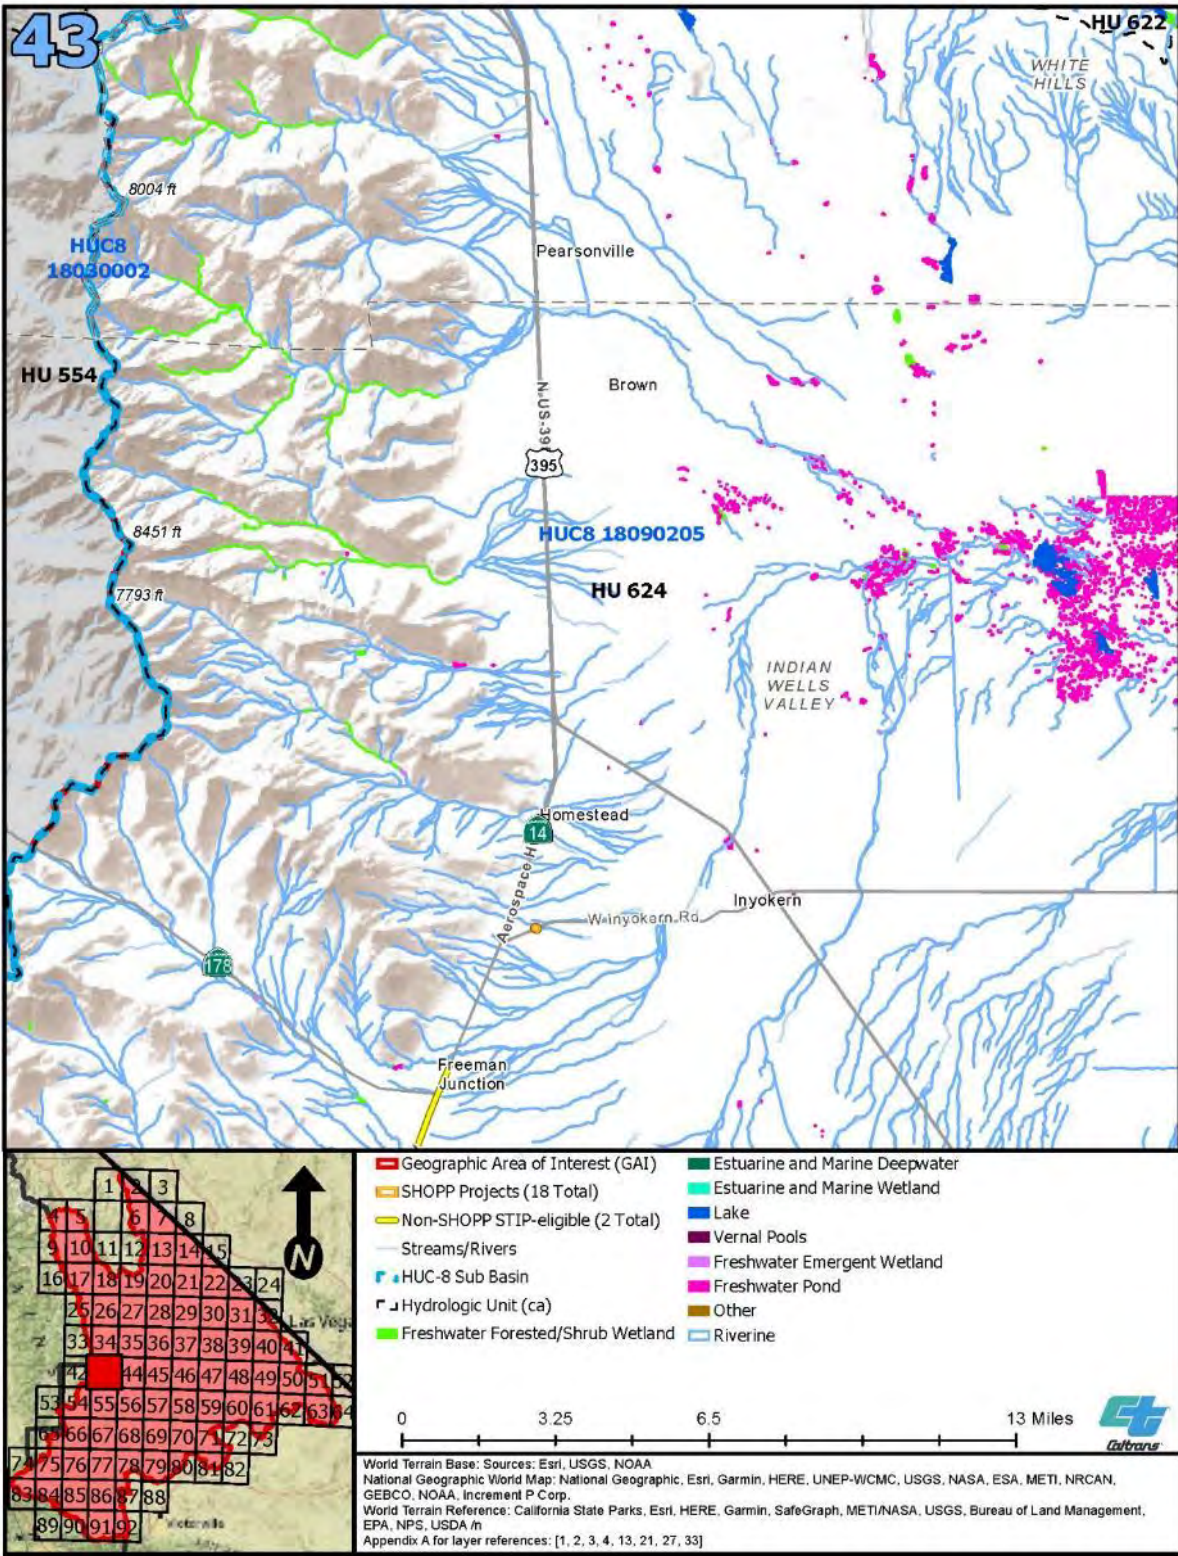 43
HU 622
WHITE
HILLS
8004 ft
HUC8
18030002
Pearsonville
HU 554
Brown
N-US-39
395
8451 ft
HUC8 18090205
7793 ft
HU 624
INDIAN
WELLS
VALLEY
Homestead
14
Aerospace H
Inyokern
W Inyokern Rd
178
Freeman
Junction
1 2 3
4 5 6 7 8
9 10 11 12 13 14 15
16 17 18 19 20 21 22 23 24
25 26 27 28 29 30 31 32
Las Vega
33 34 35 36 37 38 39 40 41
42 44 45 46 47 48 49 50 51 52
53 54 55 56 57 58 59 60 61 62 63 64
65 66 67 68 69 70 71 72 73
74 75 76 77 78 79 80 81 82
83 84 85 86 87 88
89 90 91 92
Victorville
N
Geographic Area of Interest (GAI)
SHOPP Projects (18 Total)
Non-SHOPP STIP-eligible (2 Total)
Streams/Rivers
HUC-8 Sub Basin
Hydrologic Unit (ca)
Freshwater Forested/Shrub Wetland
Estuarine and Marine Deepwater
Estuarine and Marine Wetland
Lake
Vernal Pools
Freshwater Emergent Wetland
Freshwater Pond
Other
Riverine
0 3.25 6.5 13 Miles
Caltrans
World Terrain Base: Sources: Esri, USGS, NOAA
National Geographic World Map: National Geographic, Esri, Garmin, HERE, UNEP-WCMC, USGS, NASA, ESA, METI, NRCAN,
GEBCO, NOAA, Increment P Corp.
World Terrain Reference: California State Parks, Esri, HERE, Garmin, SafeGraph, METI/NASA, USGS, Bureau of Land Management,
EPA, NPS, USDA /n
Appendix A for layer references: [1, 2, 3, 4, 13, 21, 27, 33]